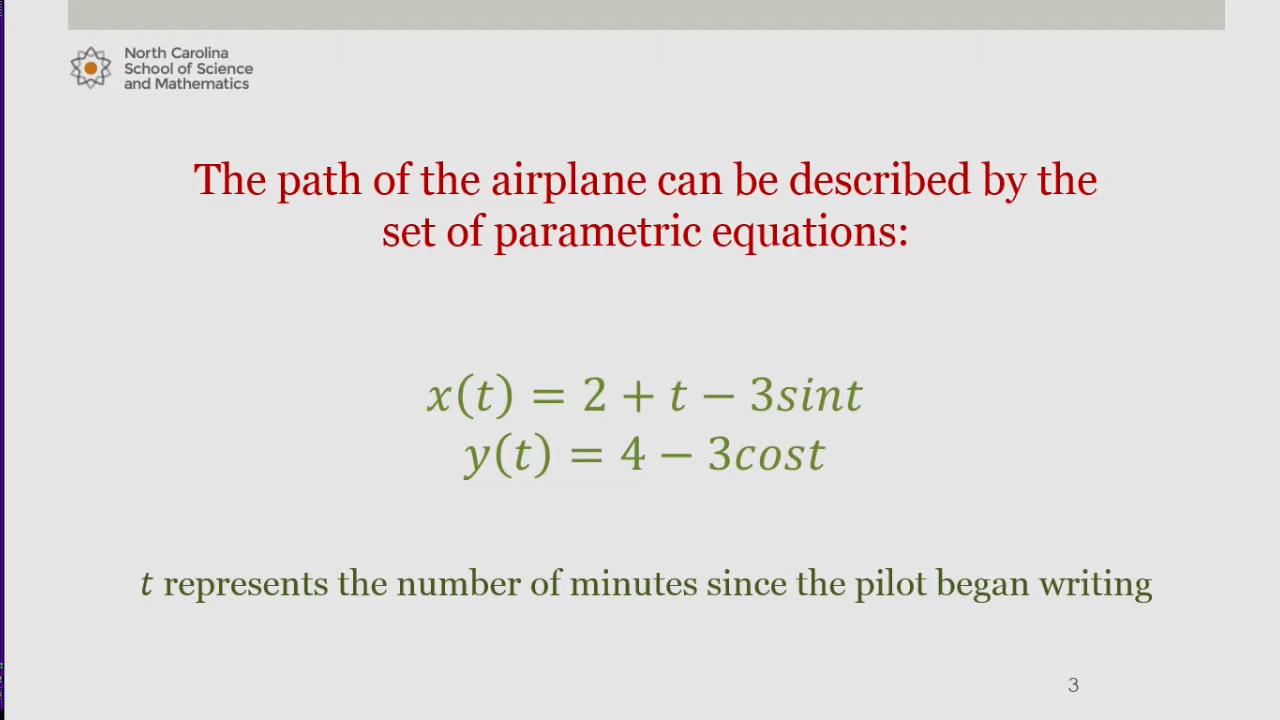 North Carolina
School of Science
and Mathematics
The path of the airplane can be described by the
set of parametric equations:
x(t) = 2 + t − 3sint
y(t) = 4 − 3cost
t represents the number of minutes since the pilot began writing
3